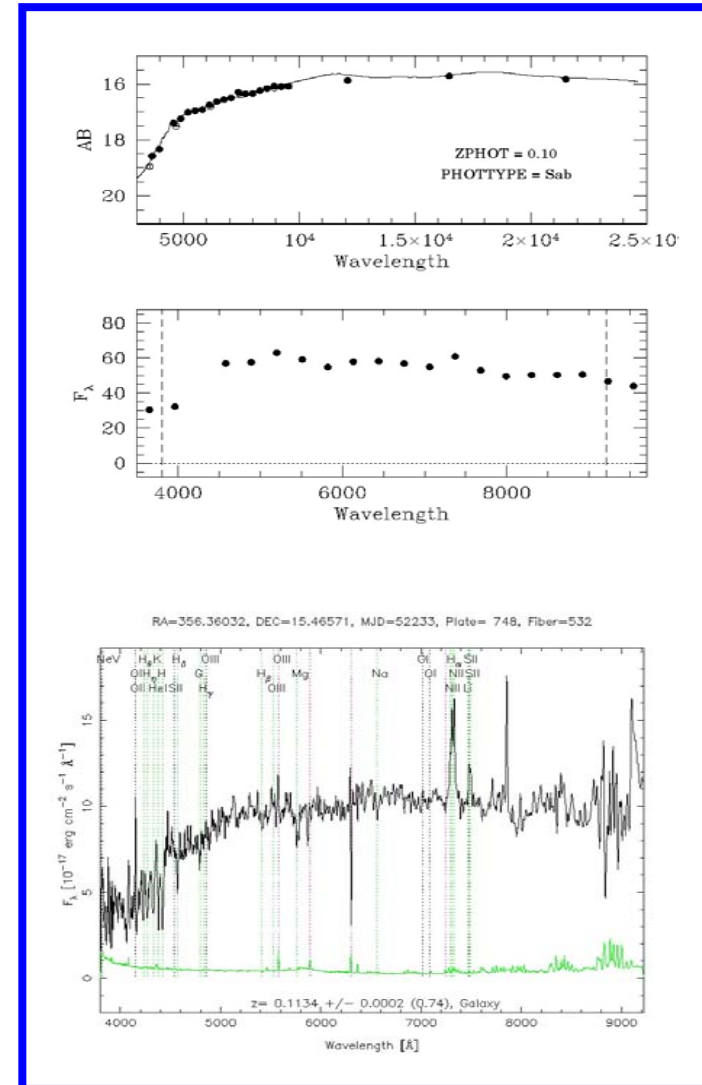 16
18
20
AB
ZPHOT = 0.10
PHOTTYPE = Sab
5000 10⁴ 1.5×10⁴ 2×10⁴ 2.5×10
Wavelength
80
60
40
20
0
F_λ
4000 6000 8000
Wavelength
RA=356.36032, DEC=15.46571, MJD=52233, Plate= 748, Fiber=532
NeV H K H_δ OIII OIII OI H_α SII
H Mg Na OI NII SII
OII HeI SII H_γ OIII NII Li
G H_β
15
10
5
0
F_λ [10⁻¹⁷ erg cm⁻² s⁻¹ Å⁻¹]
z= 0.1134 +/- 0.0002 (0.74), Galaxy
4000 5000 6000 7000 8000 9000
Wavelength [Å]